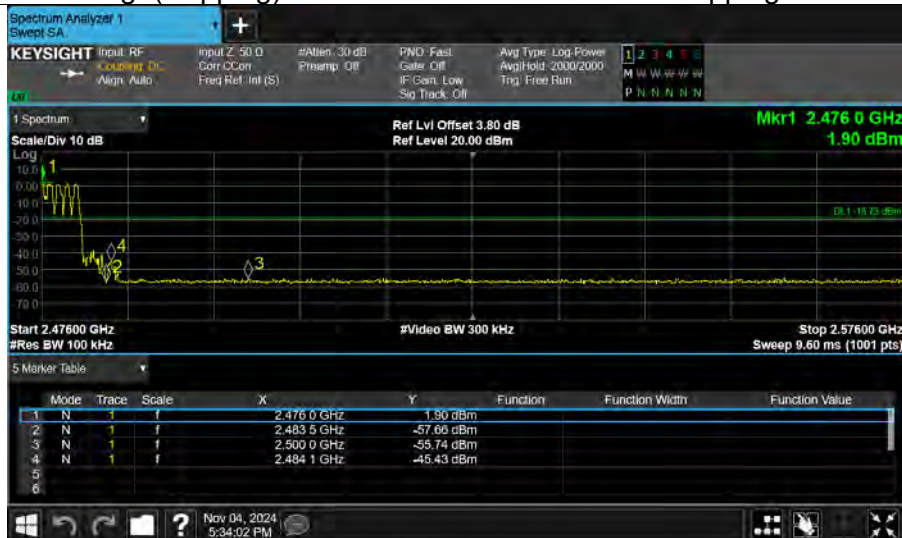 Spectrum Analyzer 1
Swept SA
+
KEYSIGHT Input: RF Input Z: 50 Ω #Atten: 30 dB PNO: Fast Avg Type: Log-Power 1 2 3 4 5 6
Coupling: DC Corr CCorr Preamp: Off Gate: Off Avg|Hold: 2000/2000 M W W W W W
Align: Auto Freq Ref: Int (S) IF Gain: Low Trig: Free Run
Sig Track: Off P N N N N N
1 Spectrum Ref Lvl Offset 3.80 dB Mkr1 2.476 0 GHz
Scale/Div 10 dB Ref Level 20.00 dBm 1.90 dBm
Log
10.0 1
0.00
-10.0
-20.0 DL1 -18.75 dBm
-30.0
-40.0 4
-50.0 2 3
-60.0
-70.0
Start 2.47600 GHz #Video BW 300 kHz Stop 2.57600 GHz
#Res BW 100 kHz Sweep 9.60 ms (1001 pts)
5 Marker Table
Mode Trace Scale X Y Function Function Width Function Value
1 N 1 f 2.476 0 GHz 1.90 dBm
2 N 1 f 2.483 5 GHz -57.66 dBm
3 N 1 f 2.500 0 GHz -55.74 dBm
4 N 1 f 2.484 1 GHz -45.43 dBm
5
6
? Nov 04, 2024
5:34:02 PM